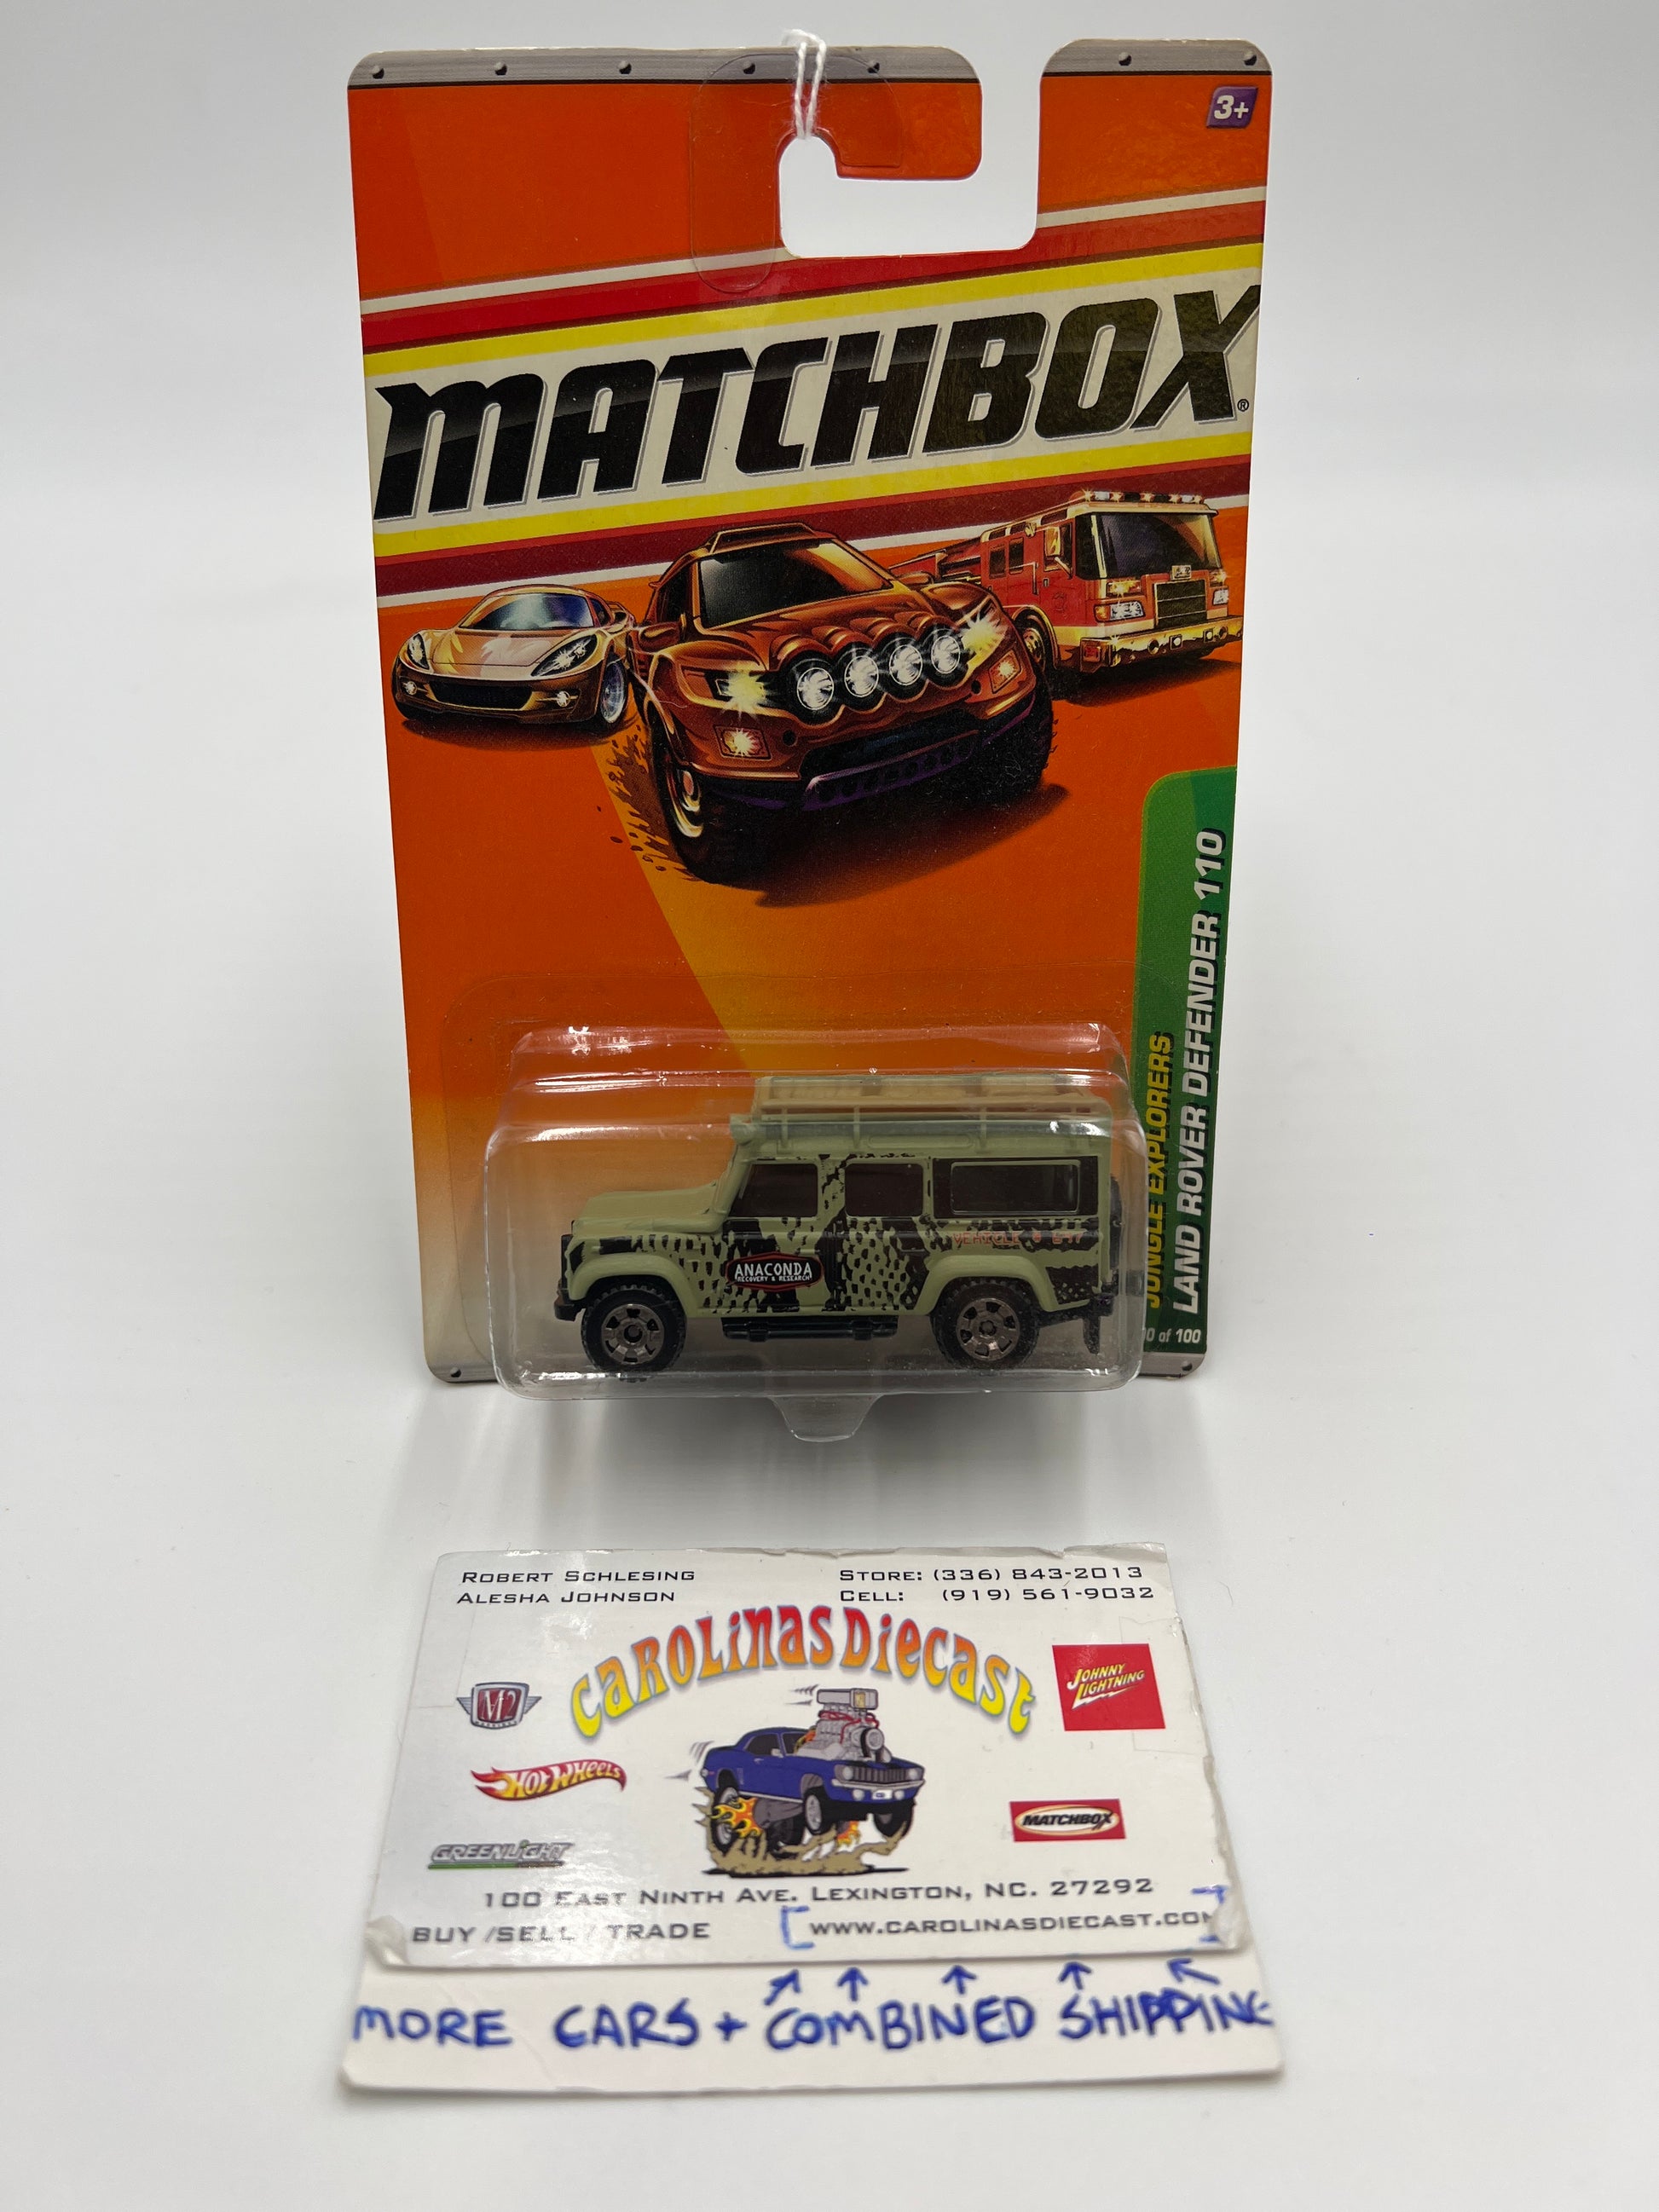 3+
MATCHBOX®
JUNGLE EXPLORERS
LAND ROVER DEFENDER 110
of 100
ANACONDA
RECOVERY & RESEARCH
ROBERT SCHLESING
ALESHA JOHNSON
STORE: (336) 843-2013
CELL: (919) 561-9032
CAROLINAS DIECAST
M2
JOHNNY LIGHTNING
HOT WHEELS
MATCHBOX
GREENLIGHT
100 EAST NINTH AVE. LEXINGTON, NC. 27292
BUY /SELL / TRADE
[WWW.CAROLINASDIECAST.COM]
MORE CARS + COMBINED SHIPPING